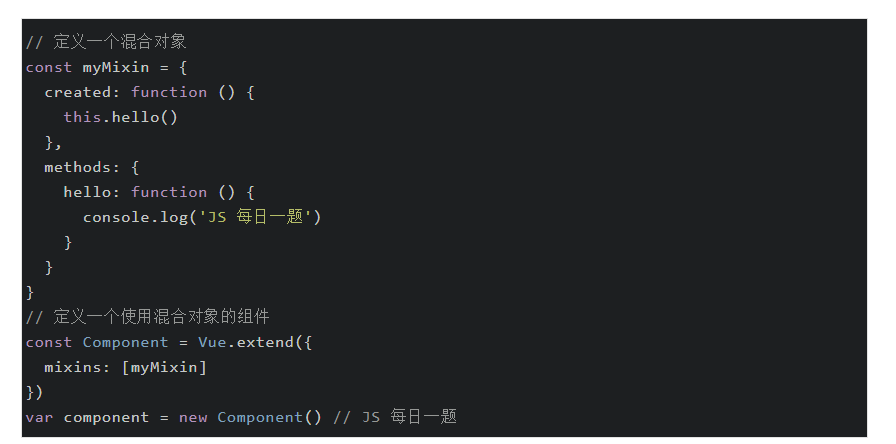 // 定义一个混合对象
const myMixin = {
  created: function () {
    this.hello()
  },
  methods: {
    hello: function () {
      console.log('JS 每日一题')
    }
  }
}
// 定义一个使用混合对象的组件
const Component = Vue.extend({
  mixins: [myMixin]
})
var component = new Component() // JS 每日一题